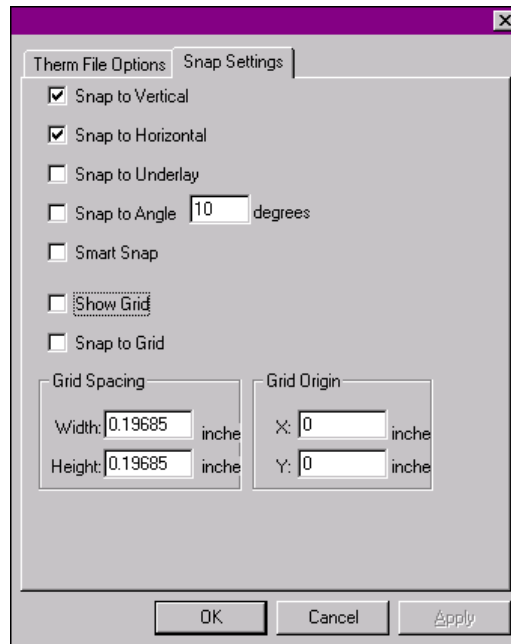 Therm File Options Snap Settings
Snap to Vertical
Snap to Horizontal
Snap to Underlay
Snap to Angle 10 degrees
Smart Snap
Show Grid
Snap to Grid
Grid Spacing Grid Origin
Width: 0.19685 inche X: 0 inche
Height: 0.19685 inche Y: 0 inche
OK Cancel Apply